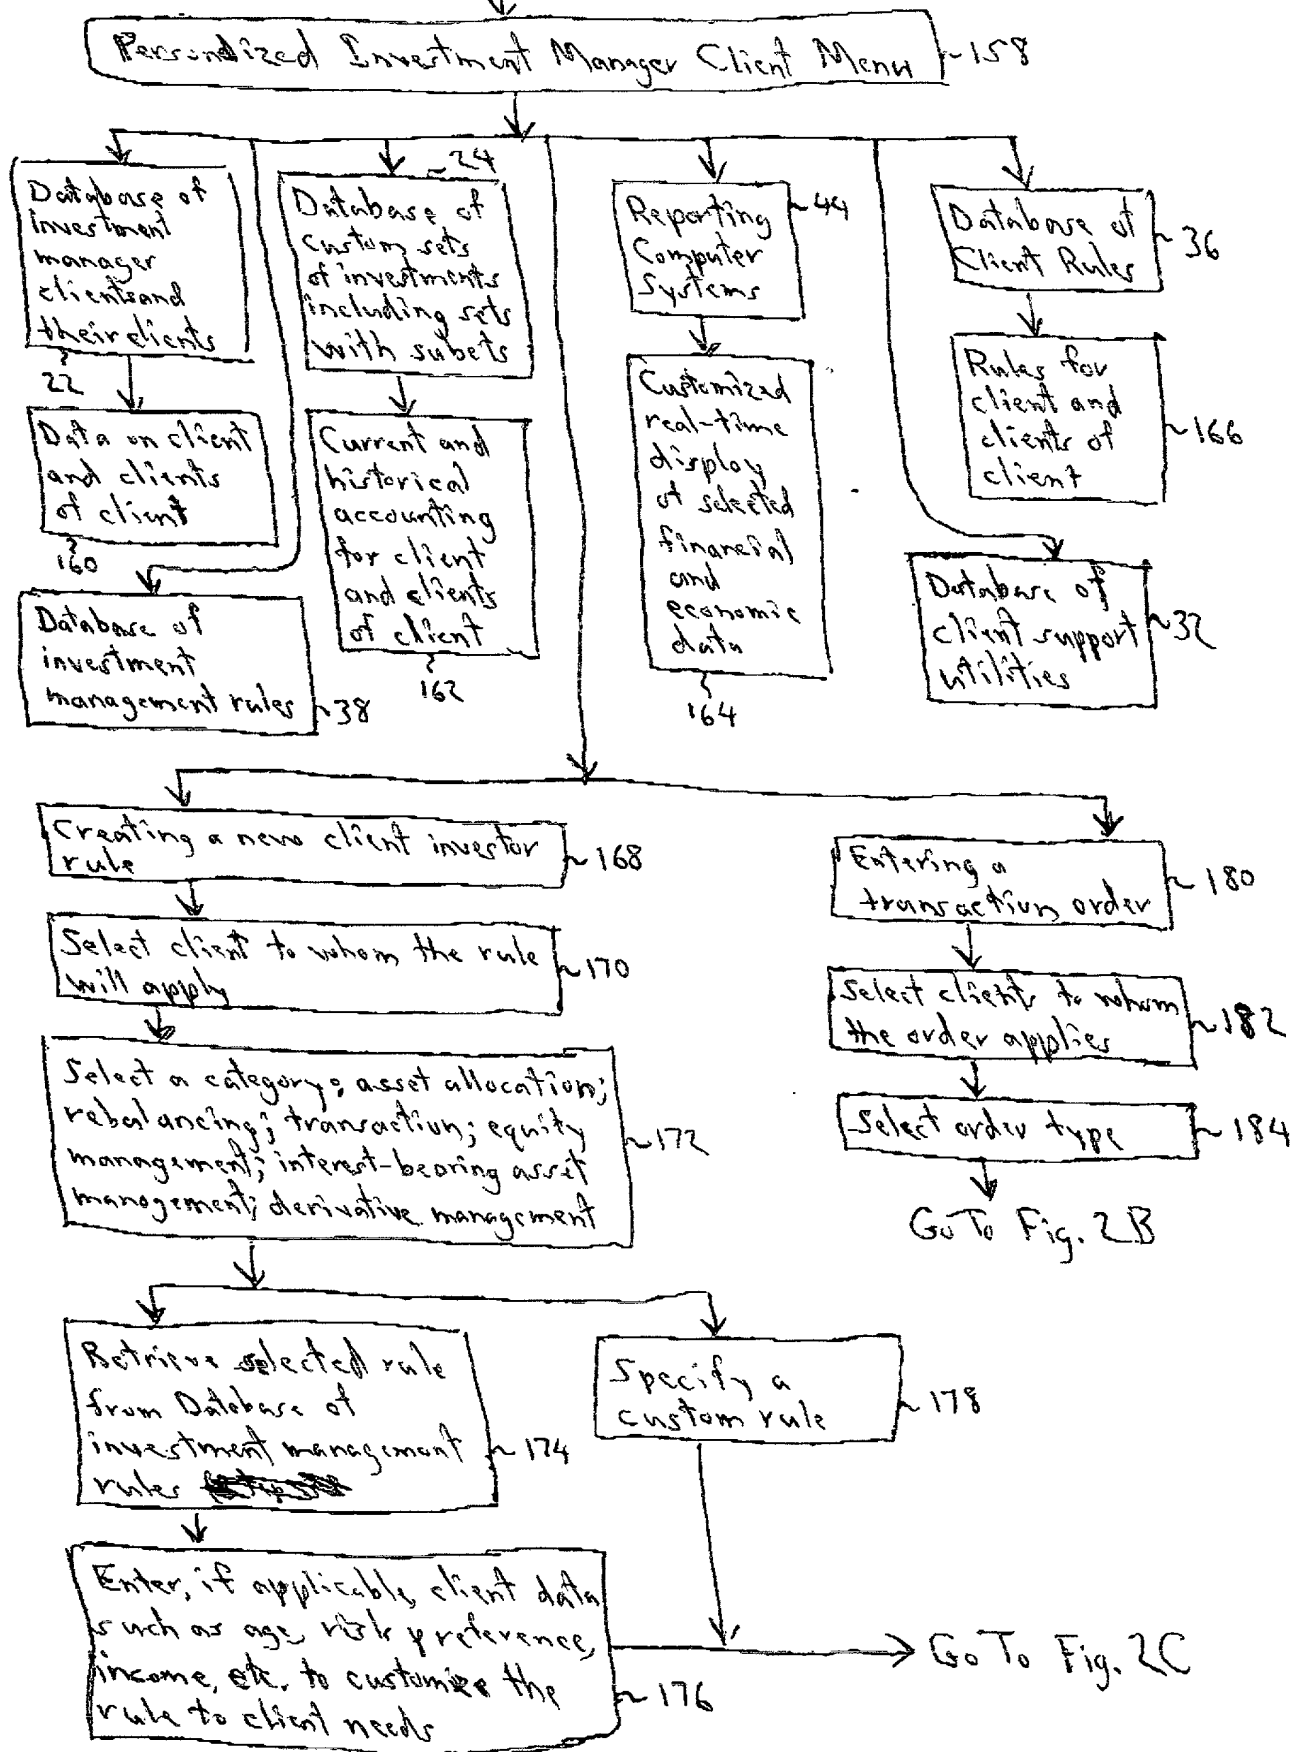 Personalized Investment Manager Client Menu
158
Database of
investment
manager
clients and
their clients
22
24
Database of
custom sets
of investments
including sets
with subets
Reporting
Computer
Systems
44
Database of
Client Rules
36
Data on client
and clients
of client
160
Current and
historical
accounting
for client
and clients
of client
162
Customized
real-time
display
of selected
financial
and
economic
data
164
Rules for
client and
clients of
client
166
Database of
investment
management rules
38
Database of
client support
utilities
32
Creating a new client investor
rule
168
Select client to whom the rule
will apply
170
Select a category: asset allocation;
rebalancing; transaction; equity
management; interest-bearing asset
management; derivative management
172
Entering a
transaction order
180
Select clients to whom
the order applies
182
Select order type
184
Go To Fig. 2B
Retrieve selected rule
from Database of
investment management
rules
174
Specify a
custom rule
178
Enter, if applicable, client data
such as age, risk preference,
income, etc. to customize the
rule to client needs
176
Go To Fig. 2C